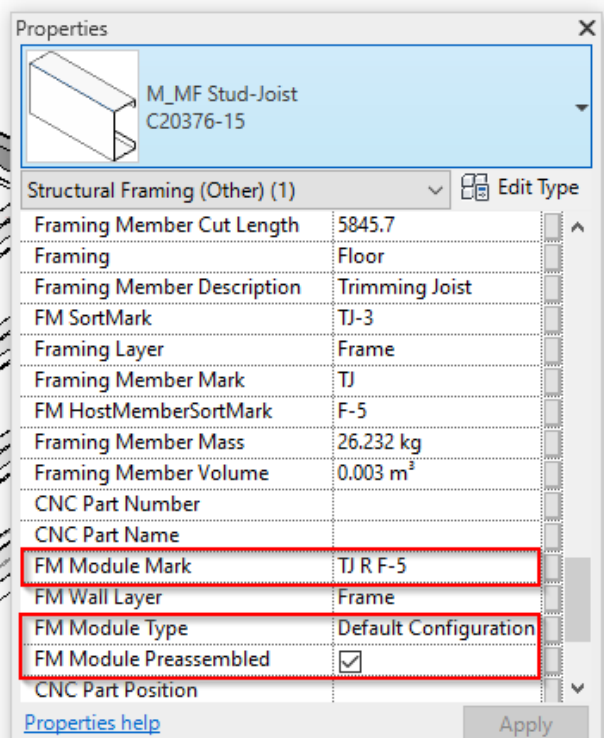 Properties
M_MF Stud-Joist
C20376-15
Structural Framing (Other) (1) Edit Type
Framing Member Cut Length 5845.7
Framing Floor
Framing Member Description Trimming Joist
FM SortMark TJ-3
Framing Layer Frame
Framing Member Mark TJ
FM HostMemberSortMark F-5
Framing Member Mass 26.232 kg
Framing Member Volume 0.003 m³
CNC Part Number
CNC Part Name
FM Module Mark TJ R F-5
FM Wall Layer Frame
FM Module Type Default Configuration
FM Module Preassembled
CNC Part Position
Properties help Apply